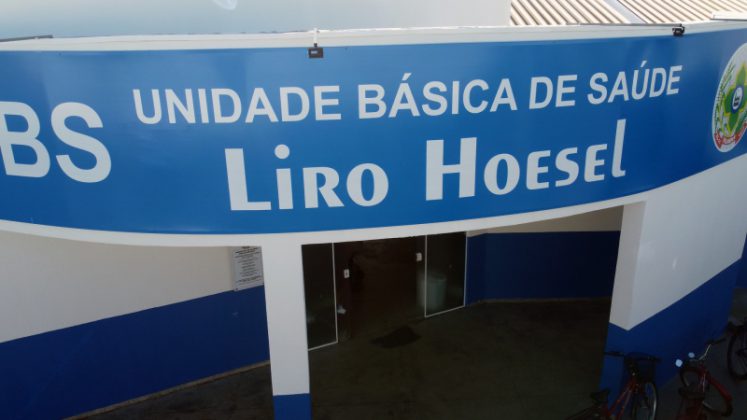 BS
UNIDADE BÁSICA DE SAÚDE
LIRO HOESEL